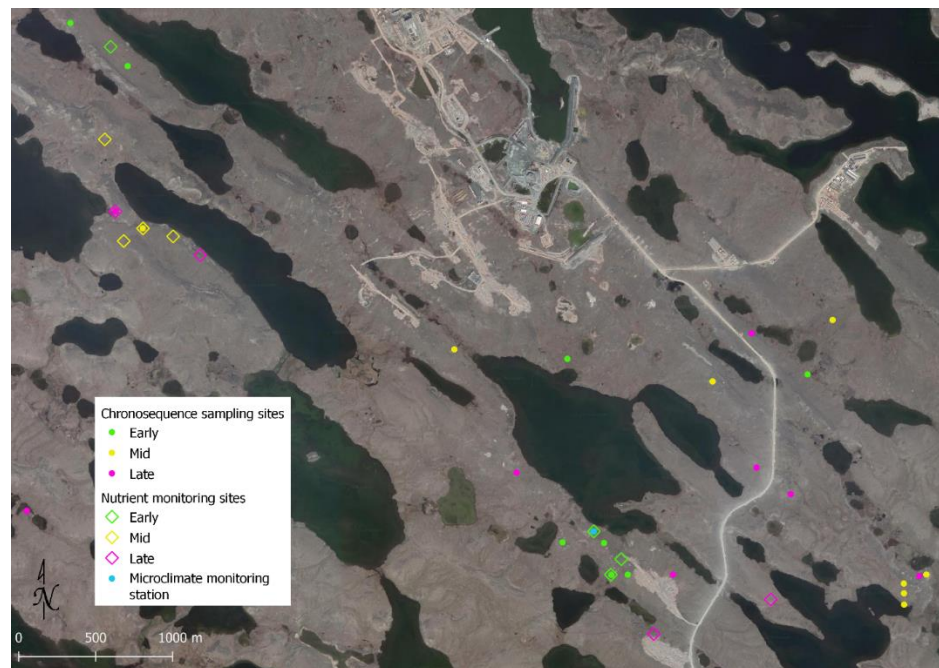 Chronosequence sampling sites
Early
Mid
Late
Nutrient monitoring sites
Early
Mid
Late
Microclimate monitoring
station
N
0 500 1000 m